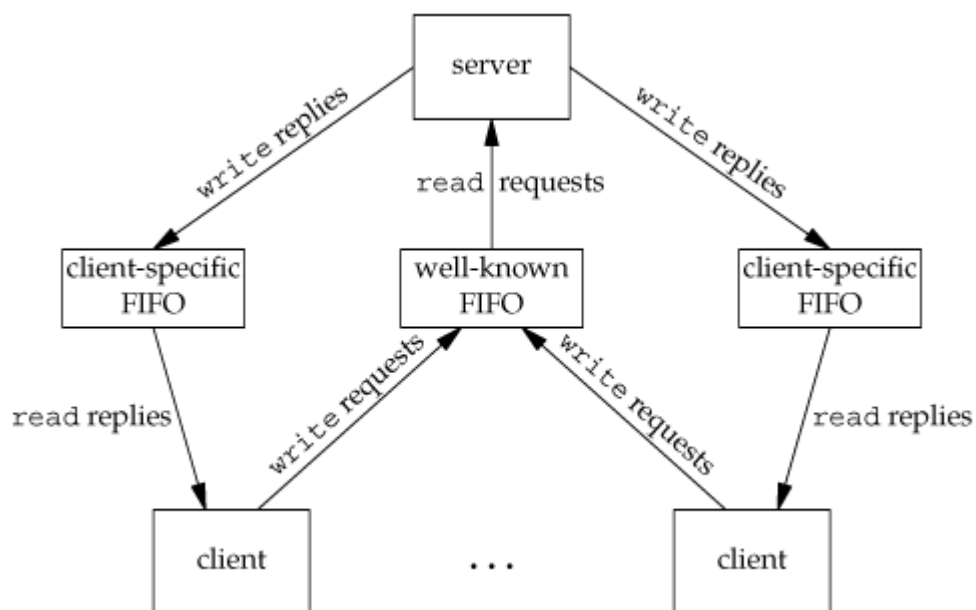 server
write replies
write replies
read requests
client-specific
FIFO
well-known
FIFO
client-specific
FIFO
read replies
write requests
write requests
read replies
client
...
client